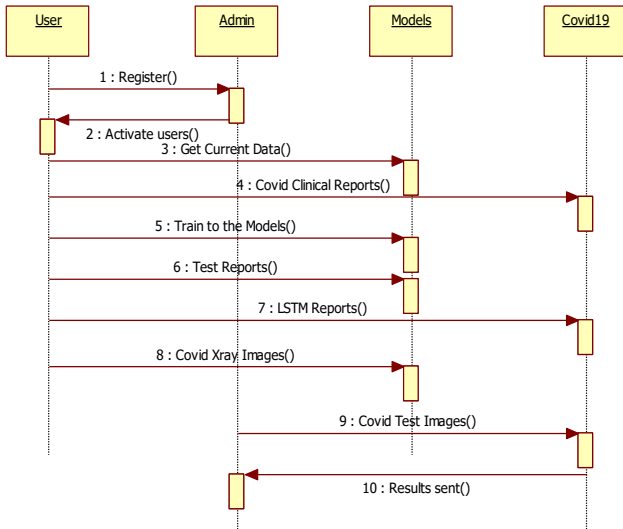 User
Admin
Models
Covid19
1 : Register()
2 : Activate users()
3 : Get Current Data()
4 : Covid Clinical Reports()
5 : Train to the Models()
6 : Test Reports()
7 : LSTM Reports()
8 : Covid Xray Images()
9 : Covid Test Images()
10 : Results sent()